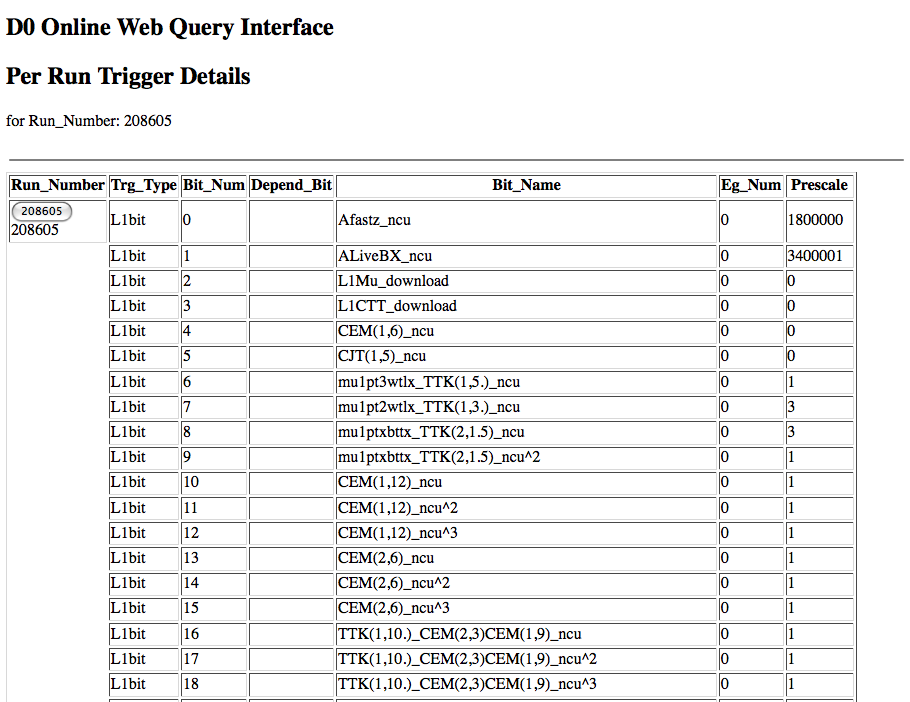 D0 Online Web Query Interface
Per Run Trigger Details
for Run_Number: 208605
Run_Number Trg_Type Bit_Num Depend_Bit Bit_Name Eg_Num Prescale
208605
208605 L1bit 0 Afastz_ncu 0 1800000
L1bit 1 ALiveBX_ncu 0 3400001
L1bit 2 L1Mu_download 0 0
L1bit 3 L1CTT_download 0 0
L1bit 4 CEM(1,6)_ncu 0 0
L1bit 5 CJT(1,5)_ncu 0 0
L1bit 6 mu1pt3wtlx_TTK(1,5.)_ncu 0 1
L1bit 7 mu1pt2wtlx_TTK(1,3.)_ncu 0 3
L1bit 8 mu1ptxbttx_TTK(2,1.5)_ncu 0 3
L1bit 9 mu1ptxbttx_TTK(2,1.5)_ncu^2 0 1
L1bit 10 CEM(1,12)_ncu 0 1
L1bit 11 CEM(1,12)_ncu^2 0 1
L1bit 12 CEM(1,12)_ncu^3 0 1
L1bit 13 CEM(2,6)_ncu 0 1
L1bit 14 CEM(2,6)_ncu^2 0 1
L1bit 15 CEM(2,6)_ncu^3 0 1
L1bit 16 TTK(1,10.)_CEM(2,3)CEM(1,9)_ncu 0 1
L1bit 17 TTK(1,10.)_CEM(2,3)CEM(1,9)_ncu^2 0 1
L1bit 18 TTK(1,10.)_CEM(2,3)CEM(1,9)_ncu^3 0 1